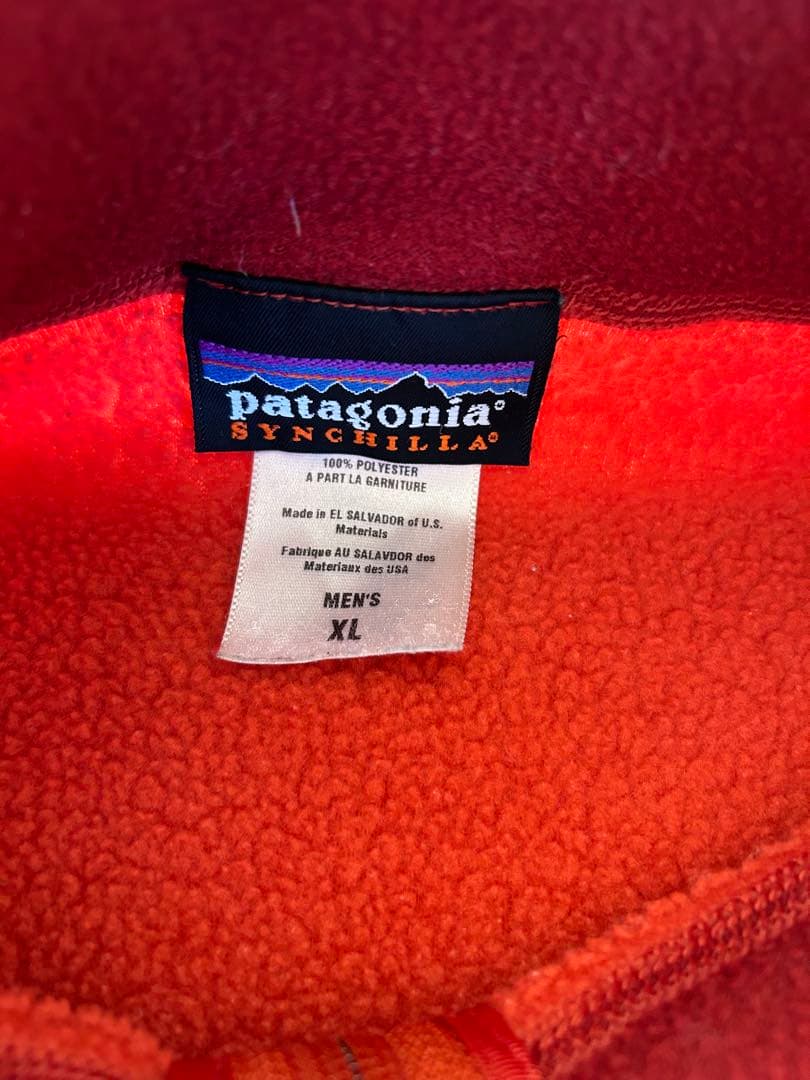 patagonia®
SYNCHILLA®
100% POLYESTER
A PART LA GARNITURE
Made in EL SALVADOR of U.S.
Materials
Fabrique AU SALAVDOR des
Materiaux des USA
MEN'S
XL